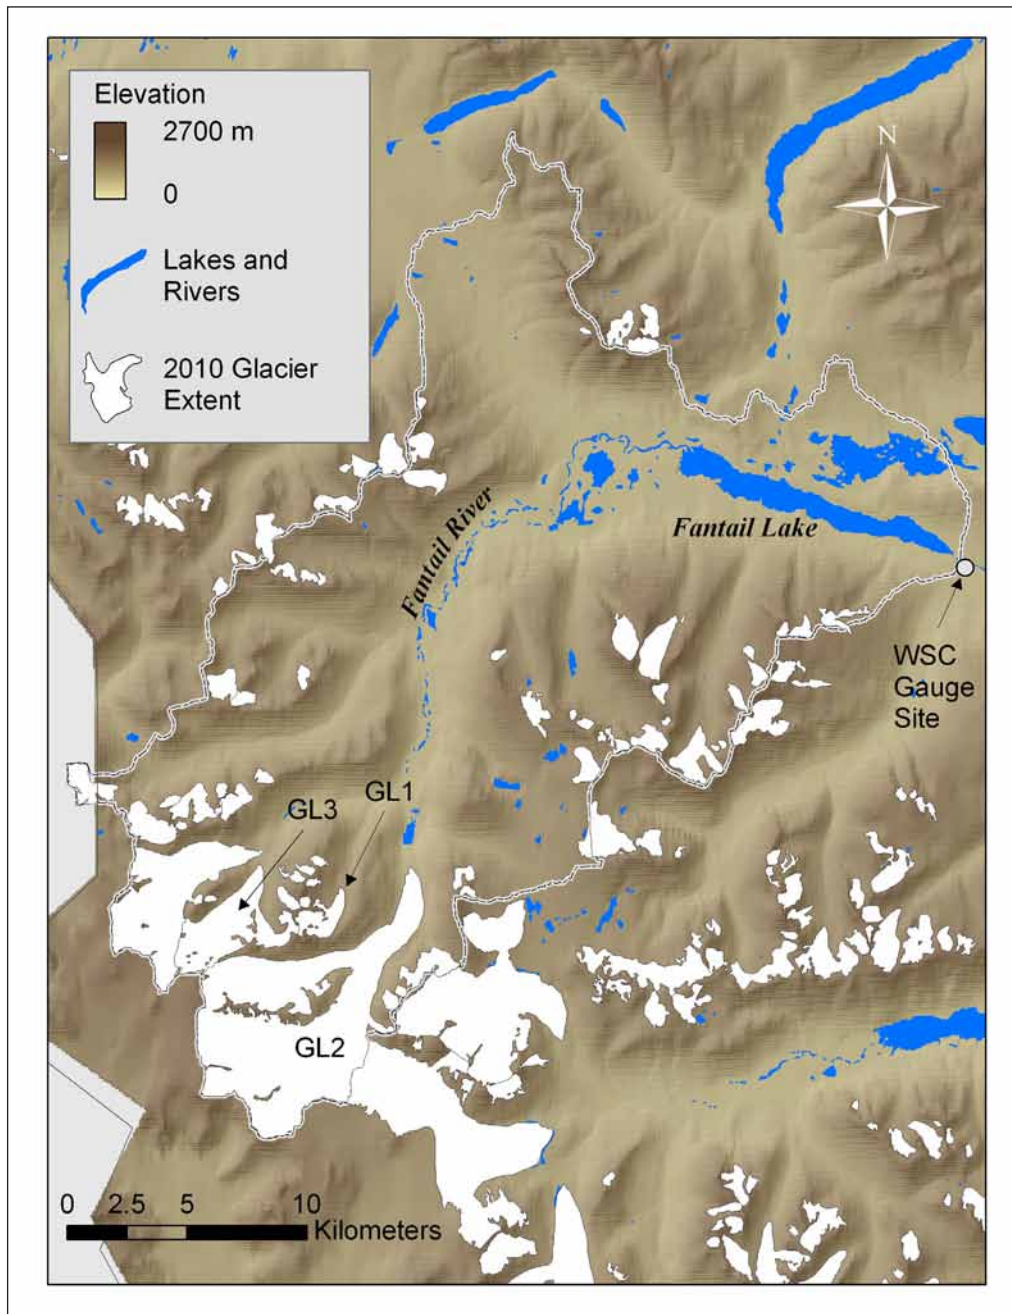 Elevation
2700 m
0
Lakes and
Rivers
2010 Glacier
Extent
N
Fantail River
Fantail Lake
WSC
Gauge
Site
GL1
GL3
GL2
0 2.5 5 10
Kilometers